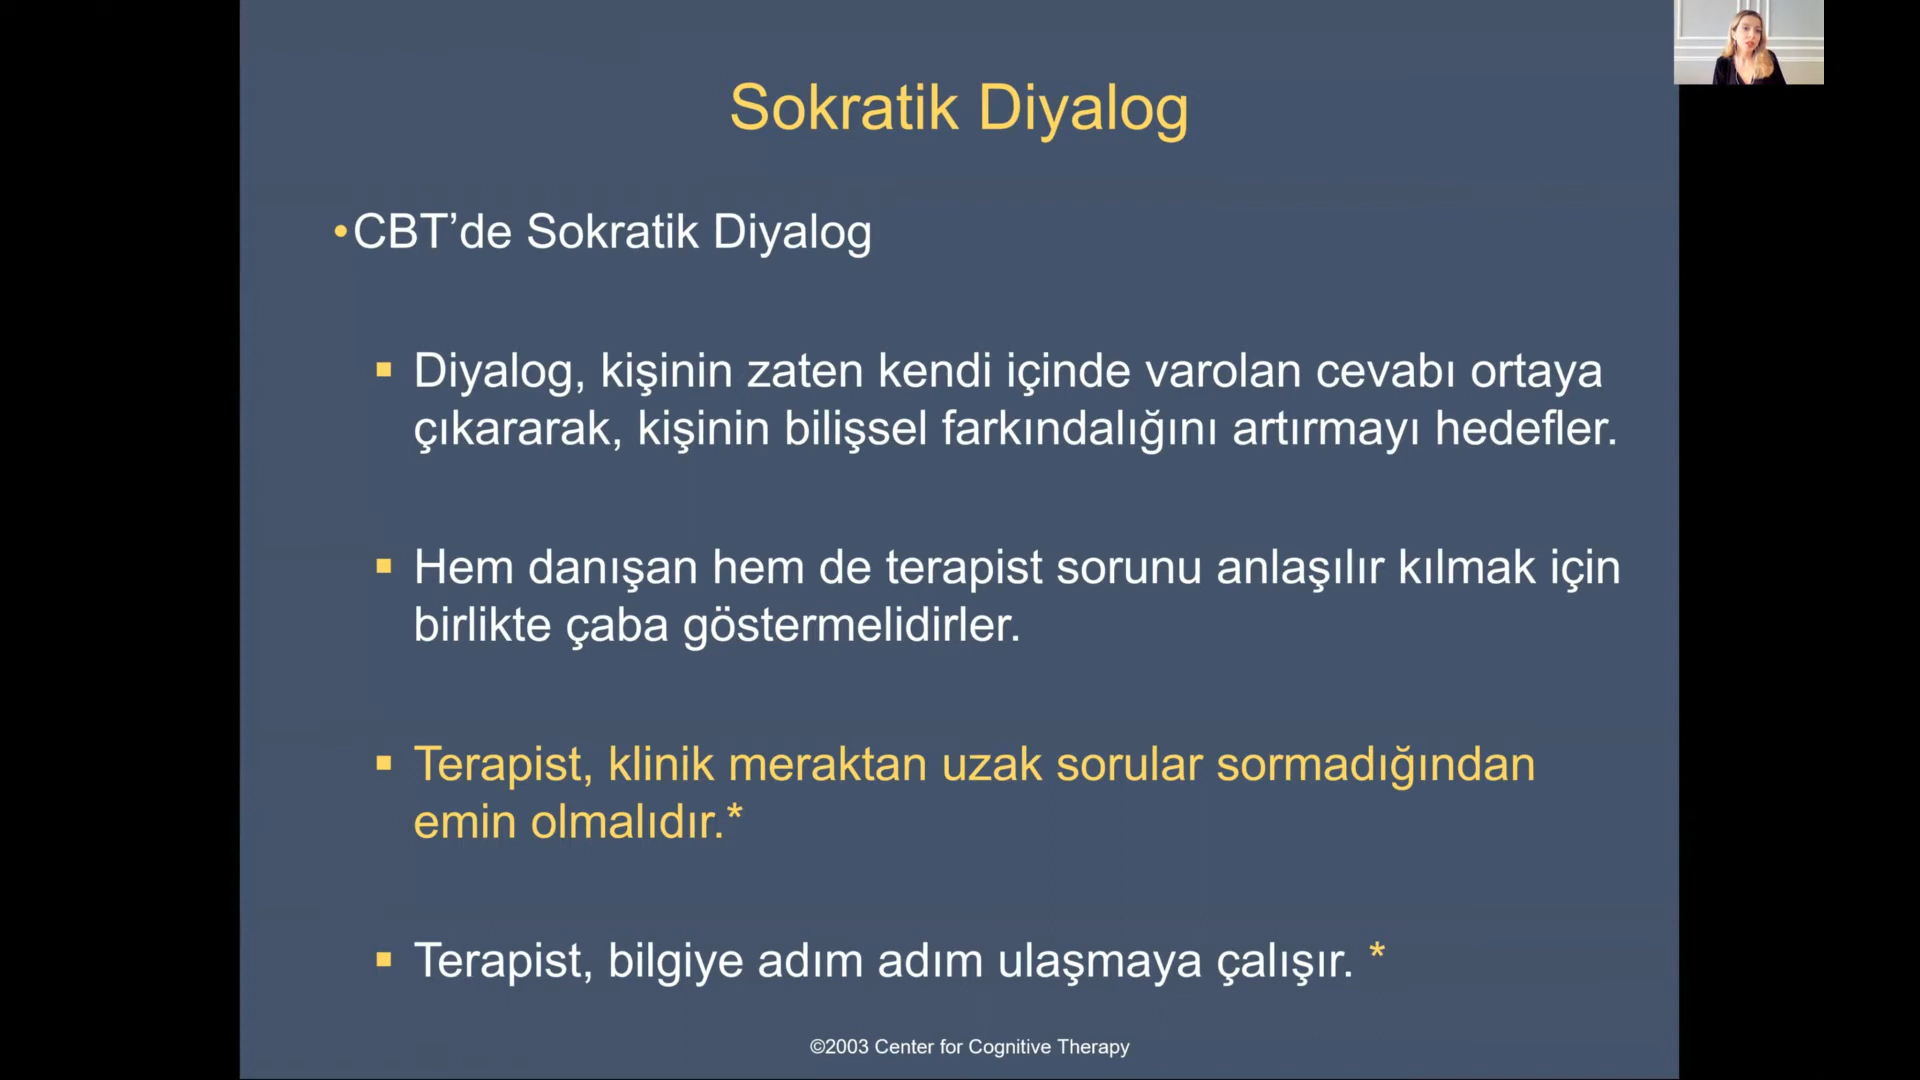 Sokratik Diyalog
•CBT’de Sokratik Diyalog
▪ Diyalog, kişinin zaten kendi içinde varolan cevabı ortaya
çıkararak, kişinin bilişsel farkındalığını artırmayı hedefler.
▪ Hem danışan hem de terapist sorunu anlaşılır kılmak için
birlikte çaba göstermelidirler.
▪ Terapist, klinik meraktan uzak sorular sormadığından
emin olmalıdır.*
▪ Terapist, bilgiye adım adım ulaşmaya çalışır. *
©2003 Center for Cognitive Therapy